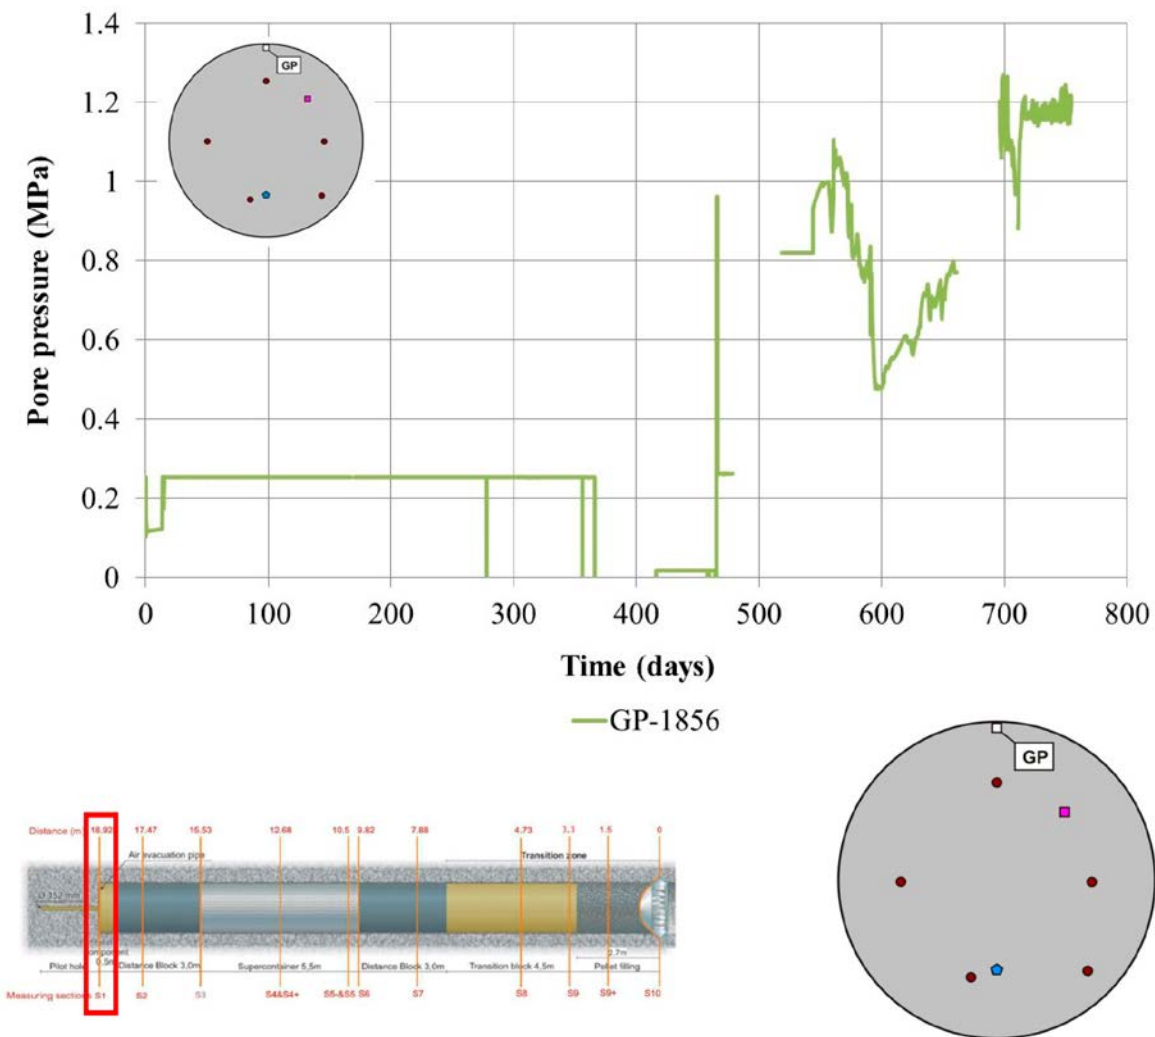 1.4
1.2
1
0.8
0.6
0.4
0.2
0
Pore pressure (MPa)
GP
0 100 200 300 400 500 600 700 800
Time (days)
GP-1856
GP
Distance (m) 18.92 17.47 15.53 12.68 10.5 9.82 7.88 4.73 1.5 0
Air evacuation pipe
Transition zone
2.7m
Pilot hole
0.5m
Distance Block 3,0m Supercontainer 5,5m Distance Block 3,0m Transition block 4,5m Pellet filling
Measuring sections S1 S2 S3 S4&S4+ S5-&S5 S6 S7 S8 S9 S9+ S10